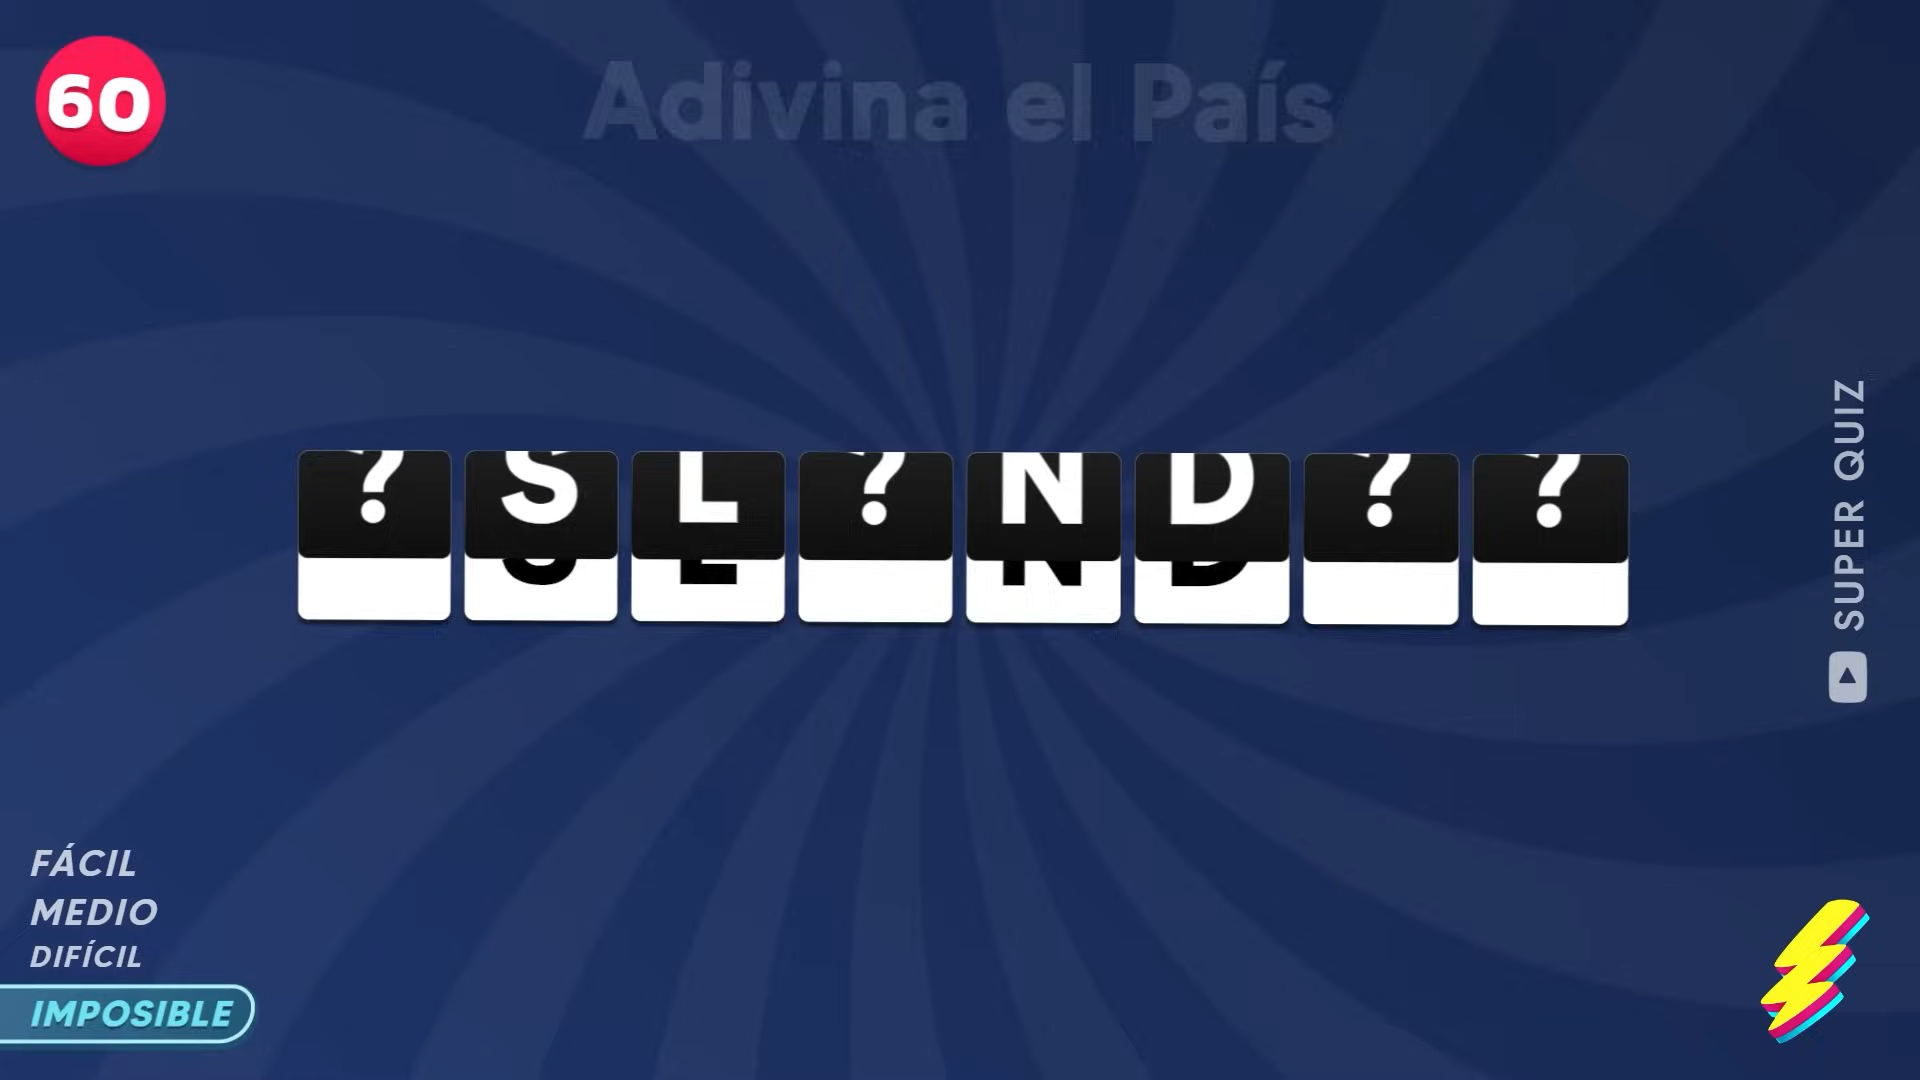 60
Adivina el País
?SL?ND??
SUPER QUIZ
FÁCIL
MEDIO
DIFÍCIL
IMPOSIBLE